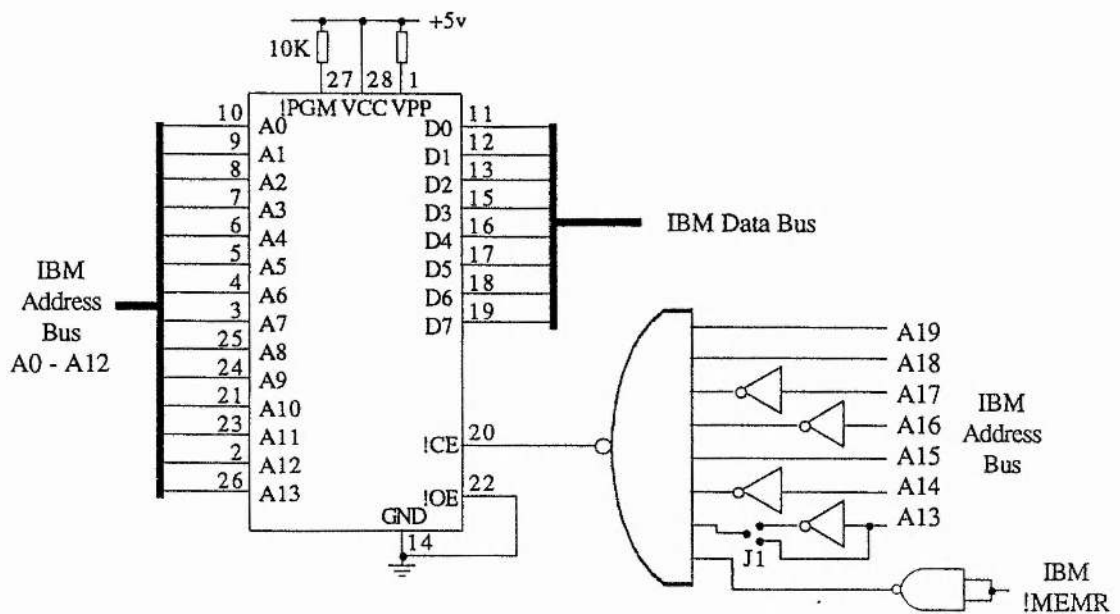 +5v
10K
27 28 1
!PGM VCC VPP
10 A0 D0 11
9 A1 D1 12
8 A2 D2 13
7 A3 D3 15
6 A4 D4 16
5 A5 D5 17
4 A6 D6 18
3 A7 D7 19
25 A8
24 A9
21 A10
23 A11
2 A12
26 A13
!CE 20
!OE 22
GND
14
IBM
Address
Bus
A0 - A12
IBM Data Bus
A19
A18
A17
A16
A15
A14
A13
IBM
Address
Bus
J1
IBM
!MEMR